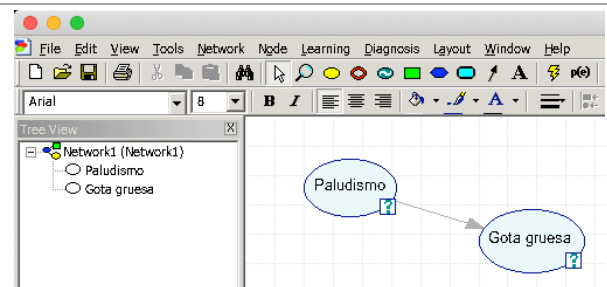 File Edit View Tools Network Node Learning Diagnosis Layout Window Help
A p(e)
Arial 8 B I A
Tree View X
Network1 (Network1)
Paludismo
Gota gruesa
Paludismo
?
Gota gruesa
?